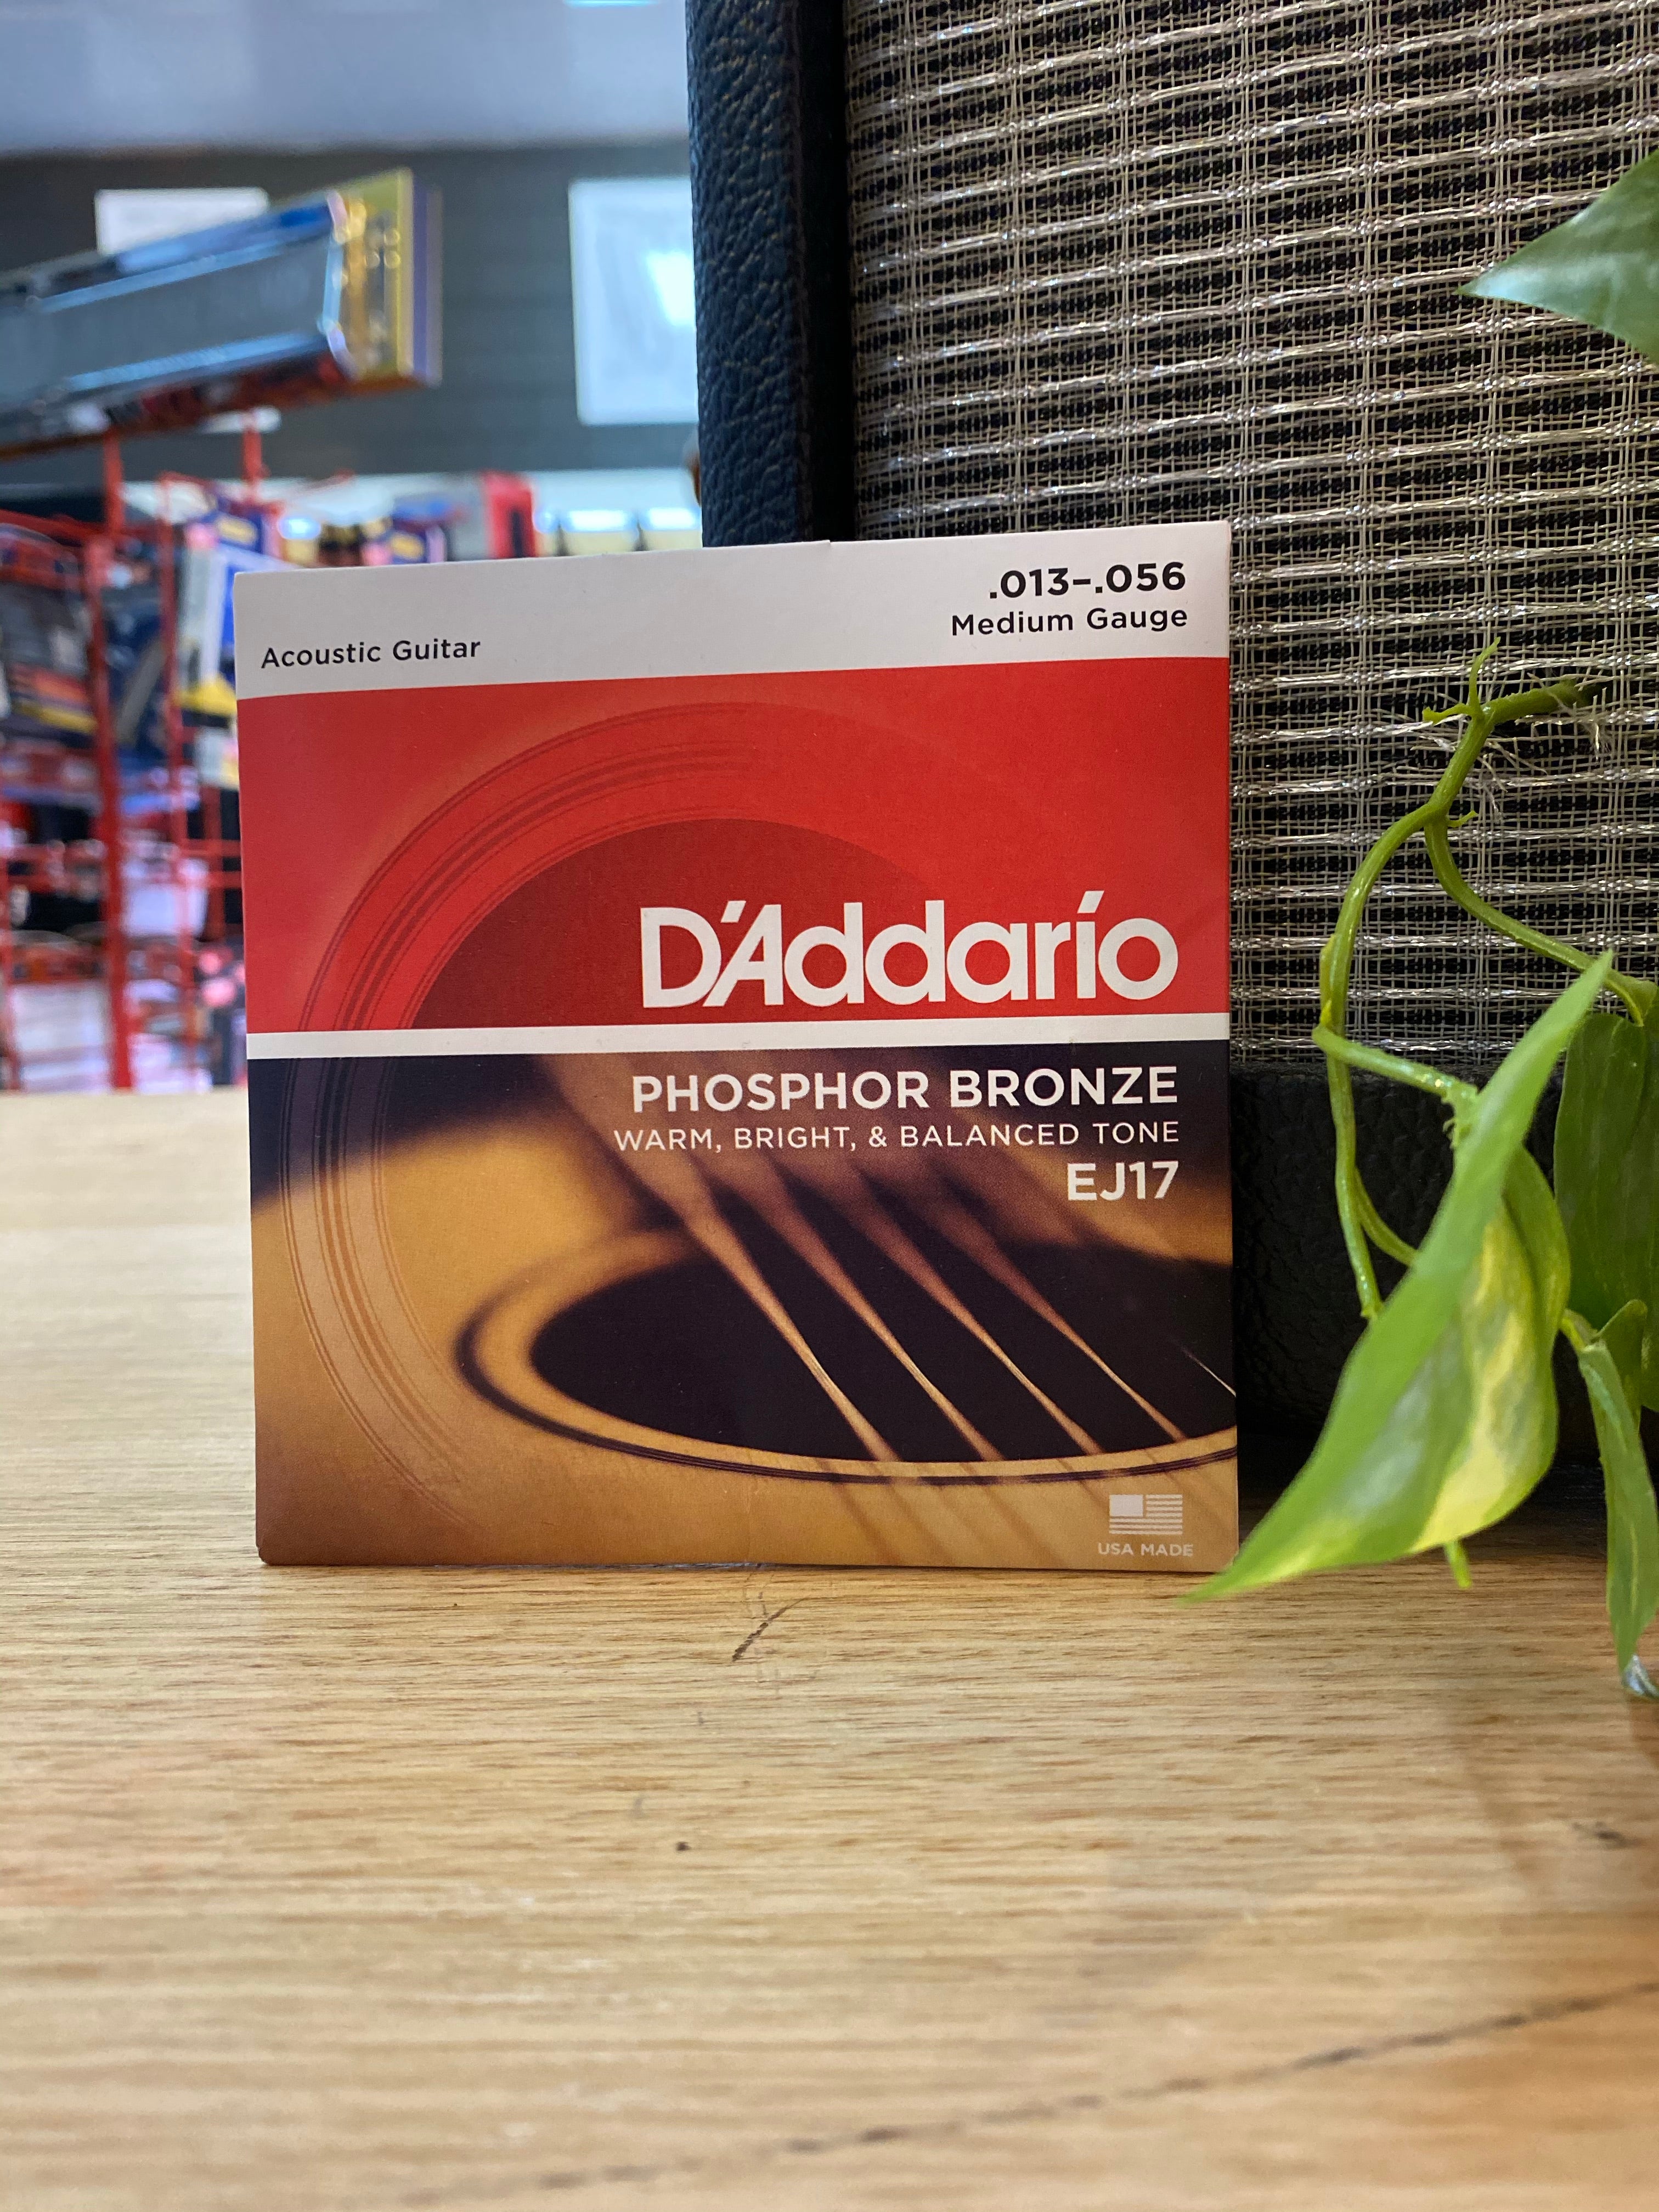 .013–.056
Medium Gauge
Acoustic Guitar
D'Addario
PHOSPHOR BRONZE
WARM, BRIGHT, & BALANCED TONE
EJ17
USA MADE